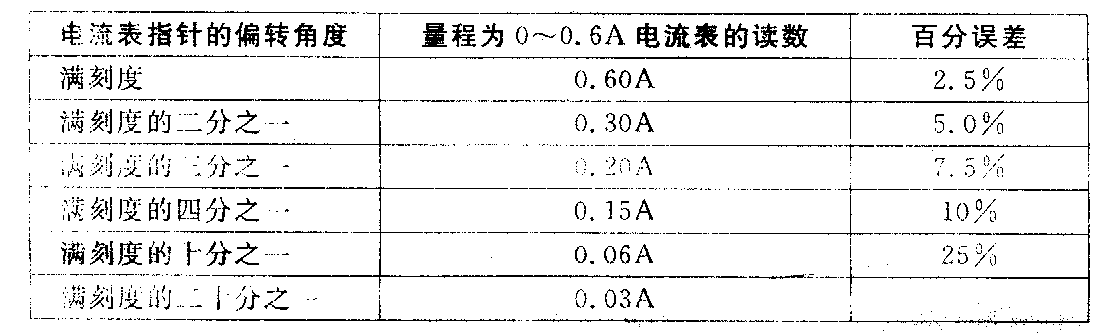 电流表指针的偏转角度 量程为0～0.6A电流表的读数 百分误差
满刻度 0.60A 2.5%
满刻度的二分之一 0.30A 5.0%
满刻度的三分之一 0.20A 7.5%
满刻度的四分之一 0.15A 10%
满刻度的十分之一 0.06A 25%
满刻度的二十分之一 0.03A